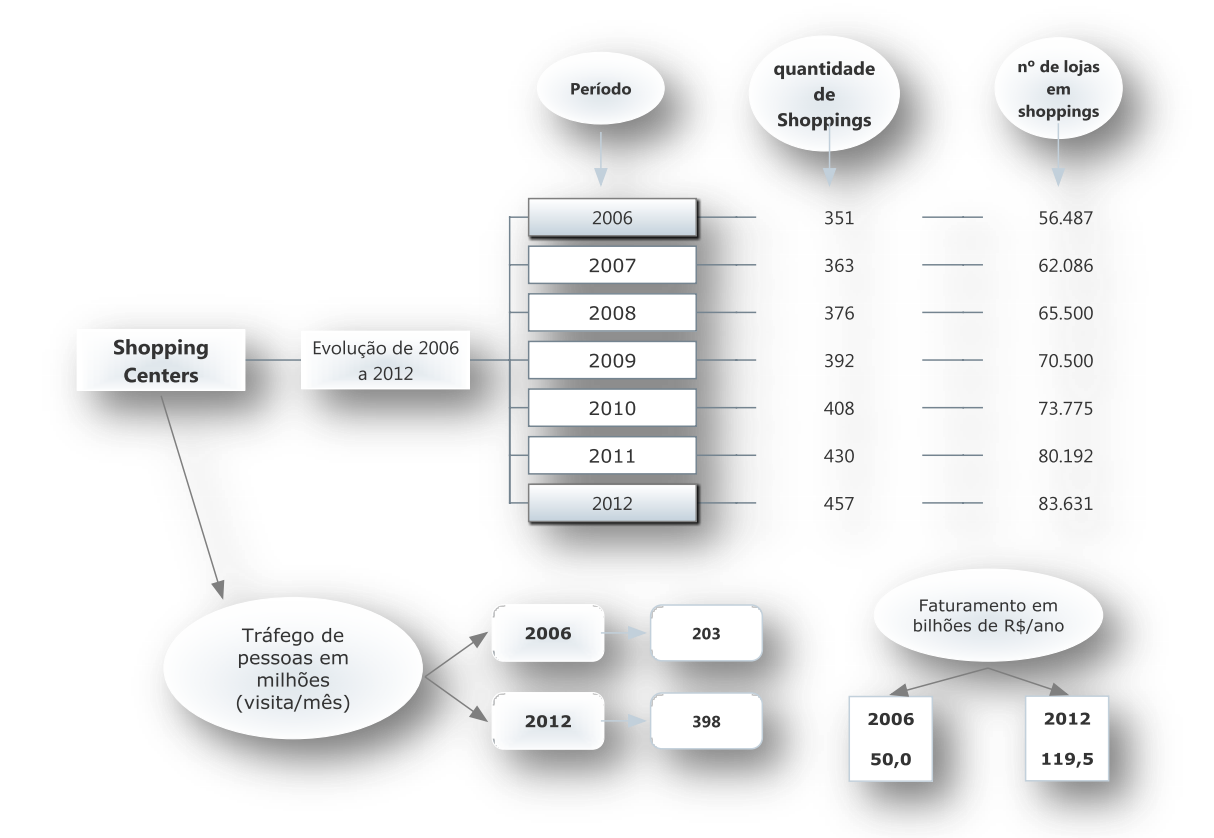 Período
quantidade
de
Shoppings
nº de lojas
em
shoppings
2006 351 56.487
2007 363 62.086
2008 376 65.500
Shopping
Centers
Evolução de 2006
a 2012
2009 392 70.500
2010 408 73.775
2011 430 80.192
2012 457 83.631
Tráfego de
pessoas em
milhões
(visita/mês)
2006 203
2012 398
Faturamento em
bilhões de R$/ano
2006
50,0
2012
119,5